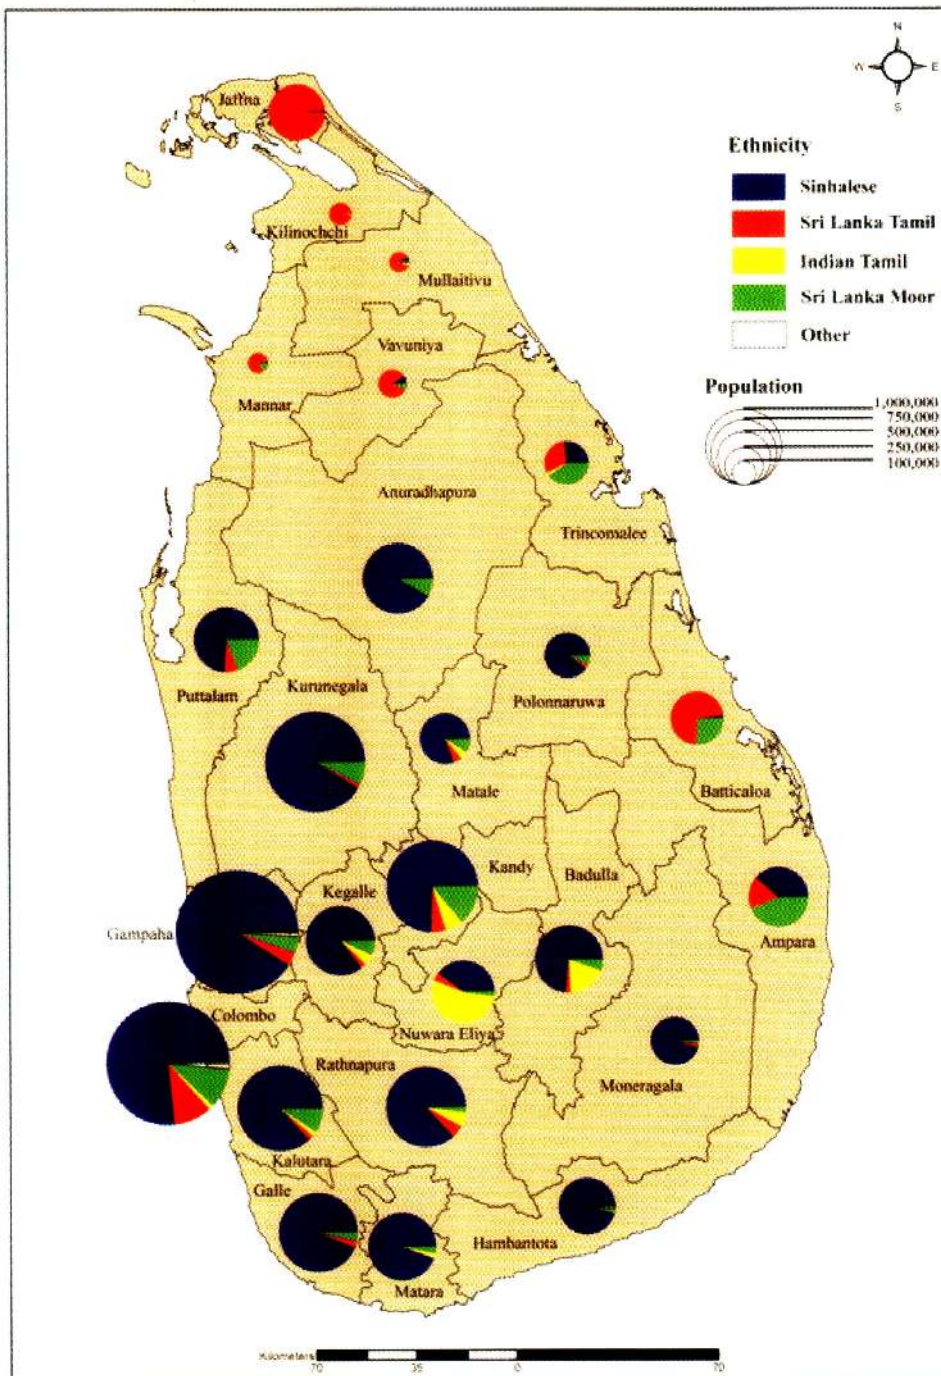 N
W
E
S
Jaffna
Ethnicity
Sinhalese
Sri Lanka Tamil
Indian Tamil
Sri Lanka Moor
Other
Population
1,000,000
750,000
500,000
250,000
100,000
Kilinochchi
Mullaitivu
Vavuniya
Mannar
Anuradhapura
Trincomalee
Puttalam
Kurunegala
Polonnaruwa
Matale
Batticaloa
Kandy
Badulla
Kegalle
Ampara
Gampaha
Colombo
Nuwara Eliya
Rathnapura
Moneragala
Kalutara
Galle
Hambantota
Matara
Kilometers
70
35
0
70